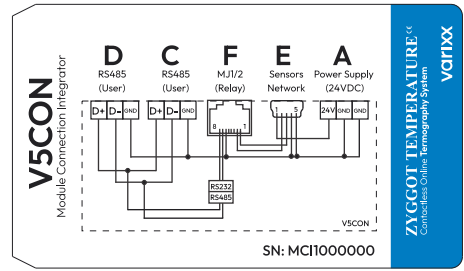 V5CON
Module Connection Integrator
D C F E A
RS485 (User)
RS485 (User)
MJ1/2 (Relay)
Sensors Network
Power Supply (24VDC)
D+ D- GND
D+ D- GND
8 1
1 5
24V GND GND
RS232
RS485
V5CON
SN: MCI1000000
ZYGGOT TEMPERATURE CE
Contactless Online Termography System
varixx